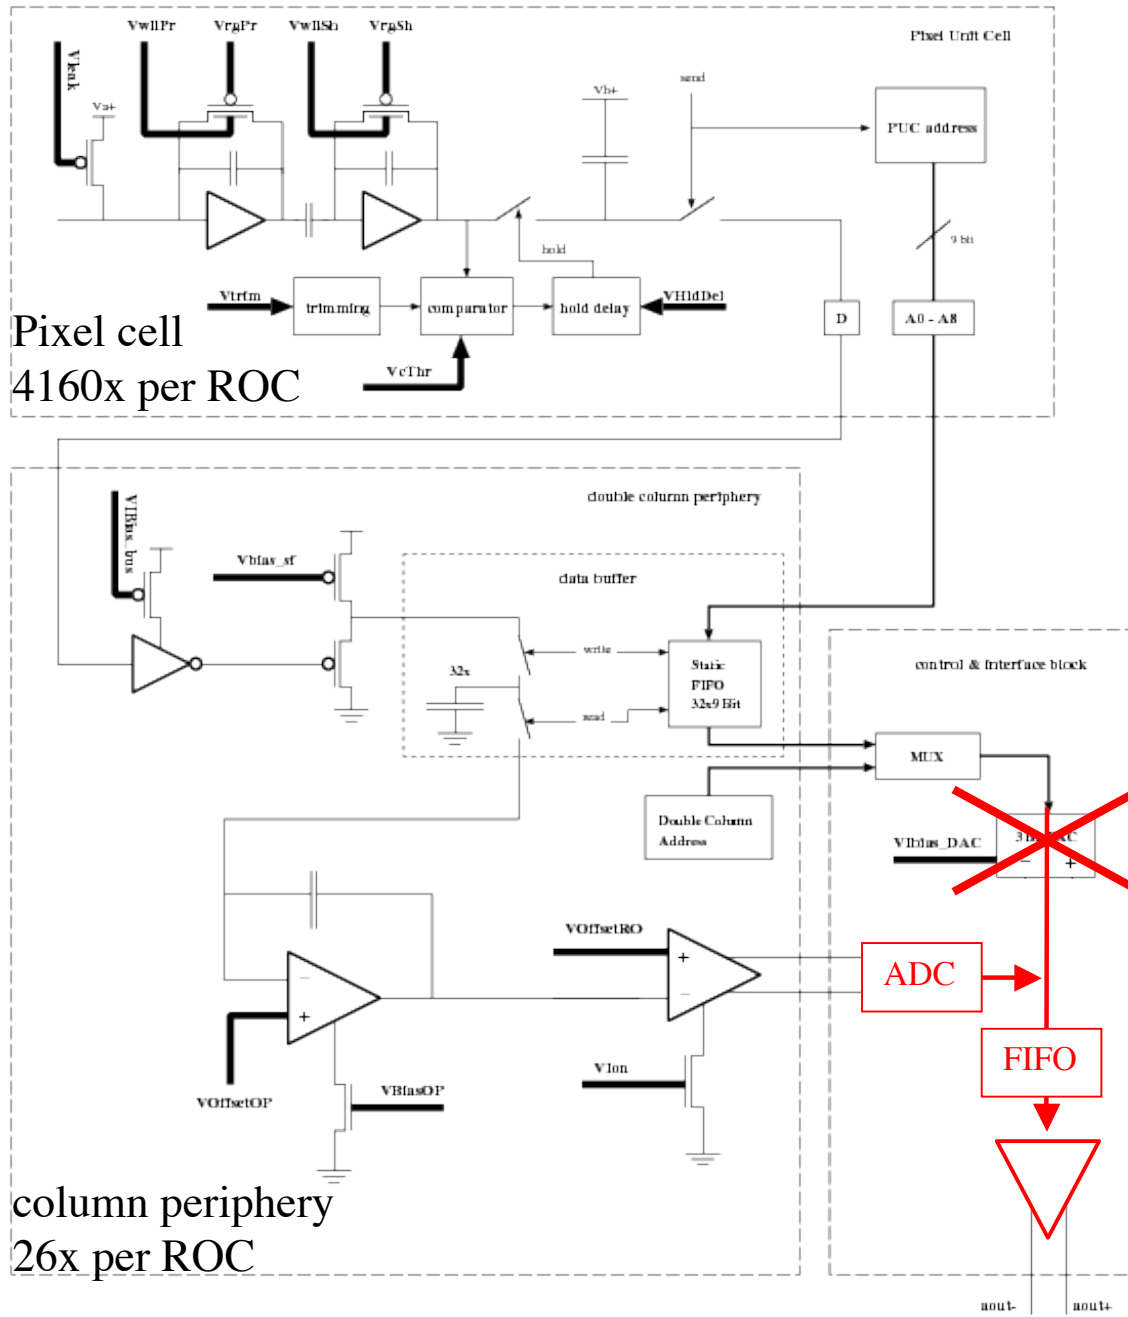 VwllPr VrgPr VwllSh VrgSh
Pixel Unit Cell
Vleak
Va+
Vb+
send
PUC address
9 bit
hold
Vtrim
trimming
comparator
hold delay
VHldDel
D
A0 - A8
VcThr
Pixel cell
4160x per ROC
double column periphery
VIBias_bus
Vbias_sf
data buffer
write
32x
read
Static
FIFO
32x9 Bit
control & interface block
MUX
Double Column
Address
VIbias_DAC
- +
VOffsetRO
+
-
ADC
-
+
FIFO
VIon
VBiasOP
VOffsetOP
column periphery
26x per ROC
aout- aout+